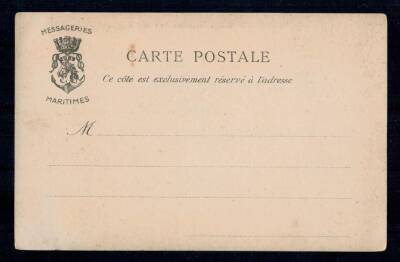 MESSAGERIES
MARITIMES
CARTE POSTALE
Ce côté est exclusivement réservé à l'adresse
M